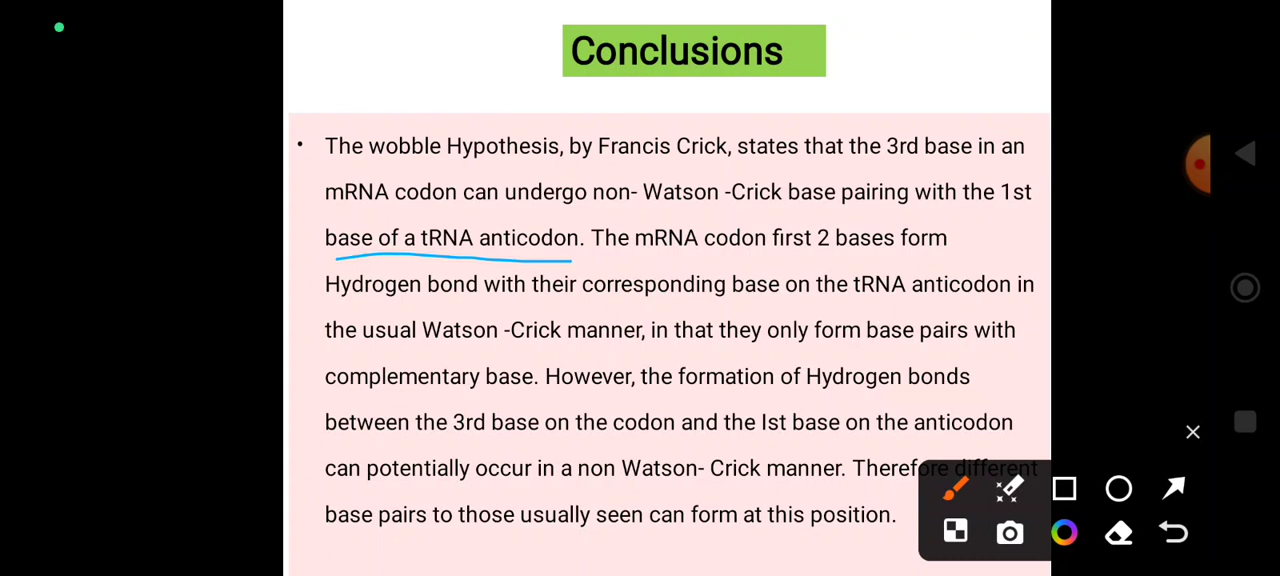 Conclusions
• The wobble Hypothesis, by Francis Crick, states that the 3rd base in an
mRNA codon can undergo non- Watson -Crick base pairing with the 1st
base of a tRNA anticodon. The mRNA codon first 2 bases form
Hydrogen bond with their corresponding base on the tRNA anticodon in
the usual Watson -Crick manner, in that they only form base pairs with
complementary base. However, the formation of Hydrogen bonds
between the 3rd base on the codon and the Ist base on the anticodon
can potentially occur in a non Watson- Crick manner. Therefore different
base pairs to those usually seen can form at this position.